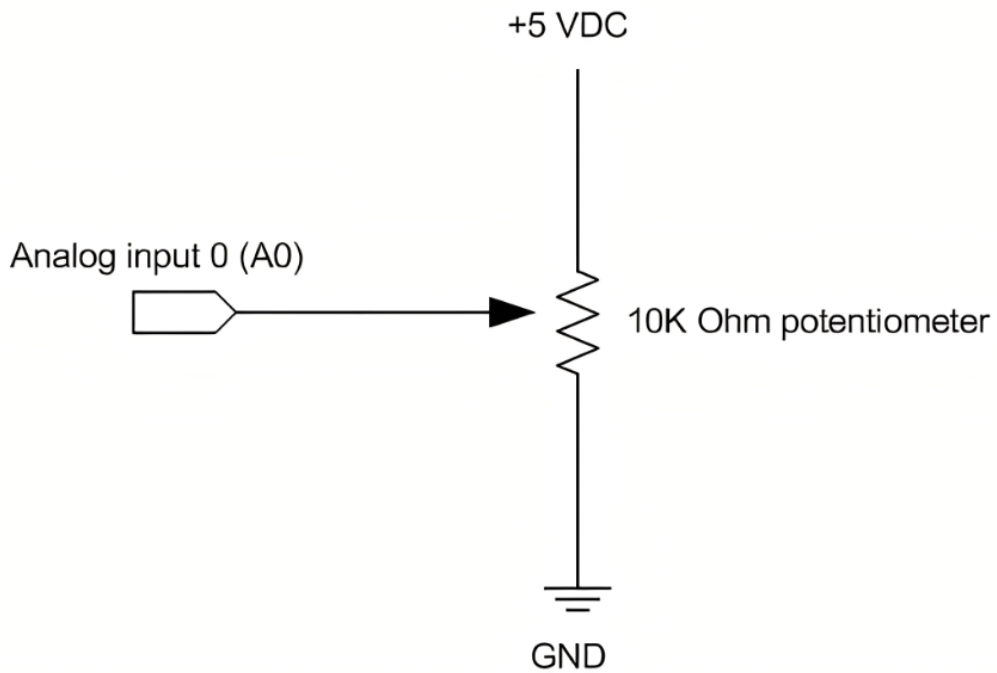 +5 VDC
Analog input 0 (A0)
10K Ohm potentiometer
GND